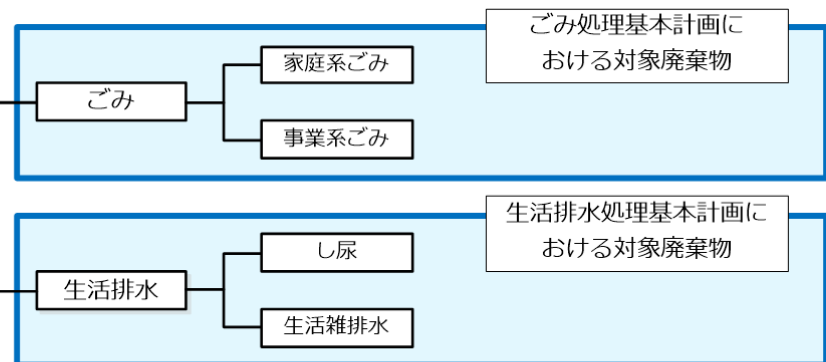 ごみ処理基本計画に
おける対象廃棄物
家庭系ごみ
ごみ
事業系ごみ
生活排水処理基本計画に
おける対象廃棄物
し尿
生活排水
生活雑排水